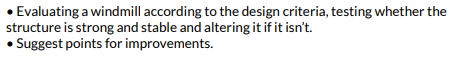 • Evaluating a windmill according to the design criteria, testing whether the
structure is strong and stable and altering it if it isn't.
• Suggest points for improvements.